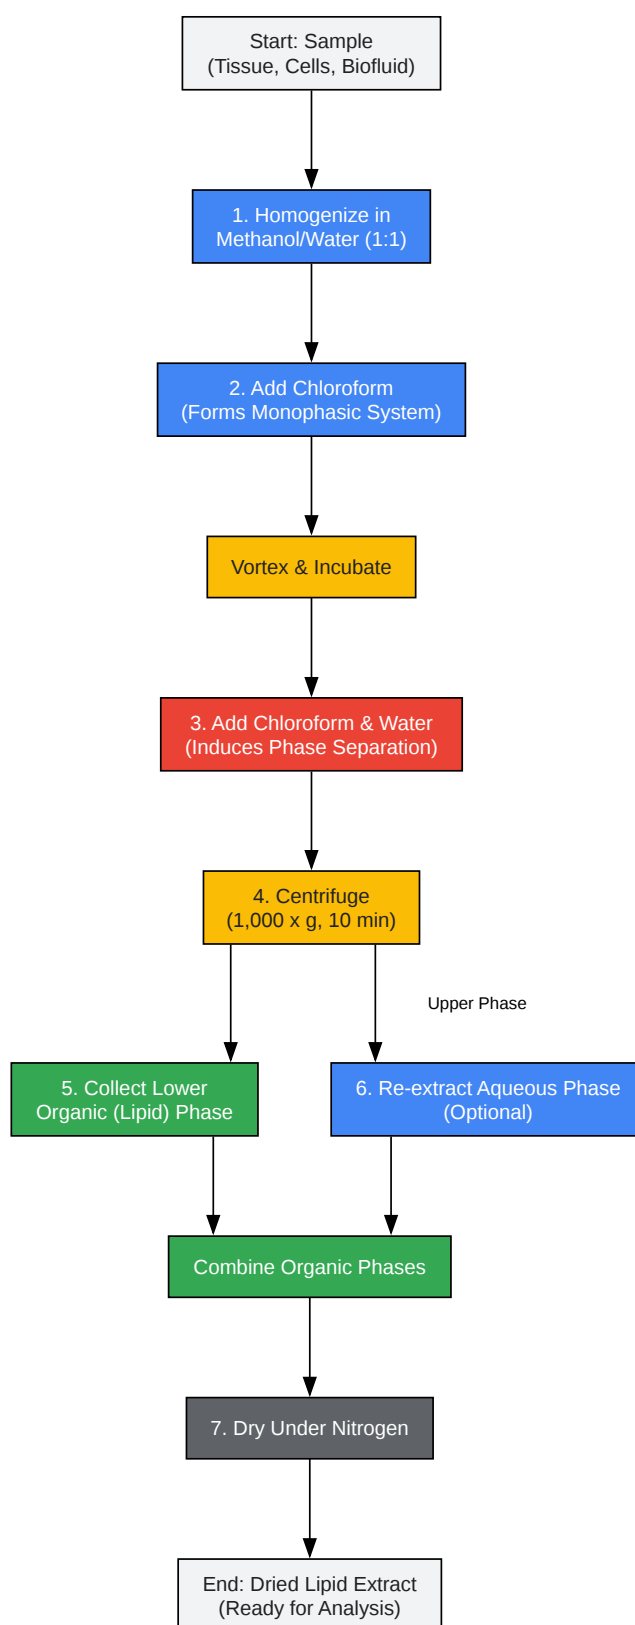 Start: Sample
(Tissue, Cells, Biofluid)
1. Homogenize in
Methanol/Water (1:1)
2. Add Chloroform
(Forms Monophasic System)
Vortex & Incubate
3. Add Chloroform & Water
(Induces Phase Separation)
4. Centrifuge
(1,000 x g, 10 min)
Upper Phase
5. Collect Lower
Organic (Lipid) Phase
6. Re-extract Aqueous Phase
(Optional)
Combine Organic Phases
7. Dry Under Nitrogen
End: Dried Lipid Extract
(Ready for Analysis)